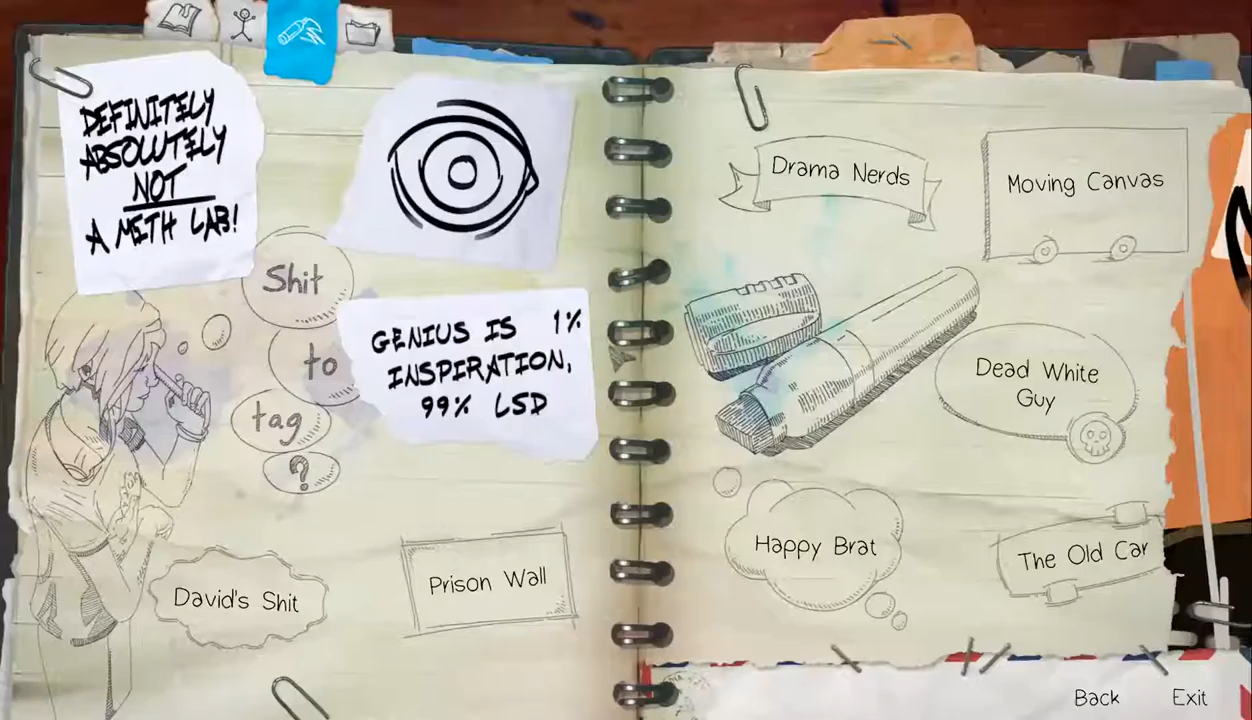 DEFINITELY
ABSOLUTELY
NOT
A METH LAB!
Shit
to
tag
?
GENIUS IS 1%
INSPIRATION,
99% LSD
David's Shit
Prison Wall
Drama Nerds
Moving Canvas
Dead White
Guy
Happy Brat
The Old Car
Back
Exit